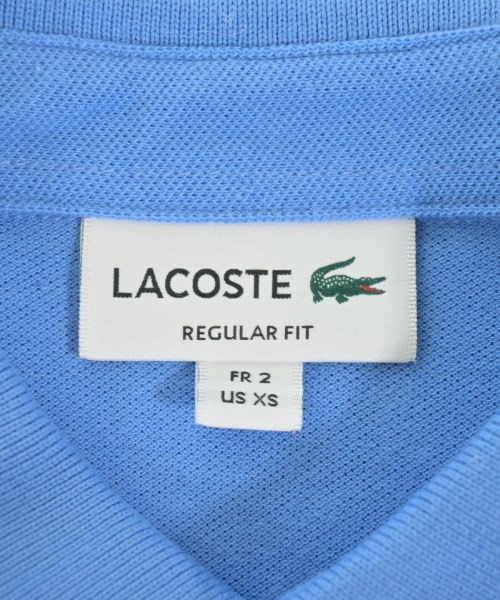 LACOSTE
REGULAR FIT
FR 2
US XS